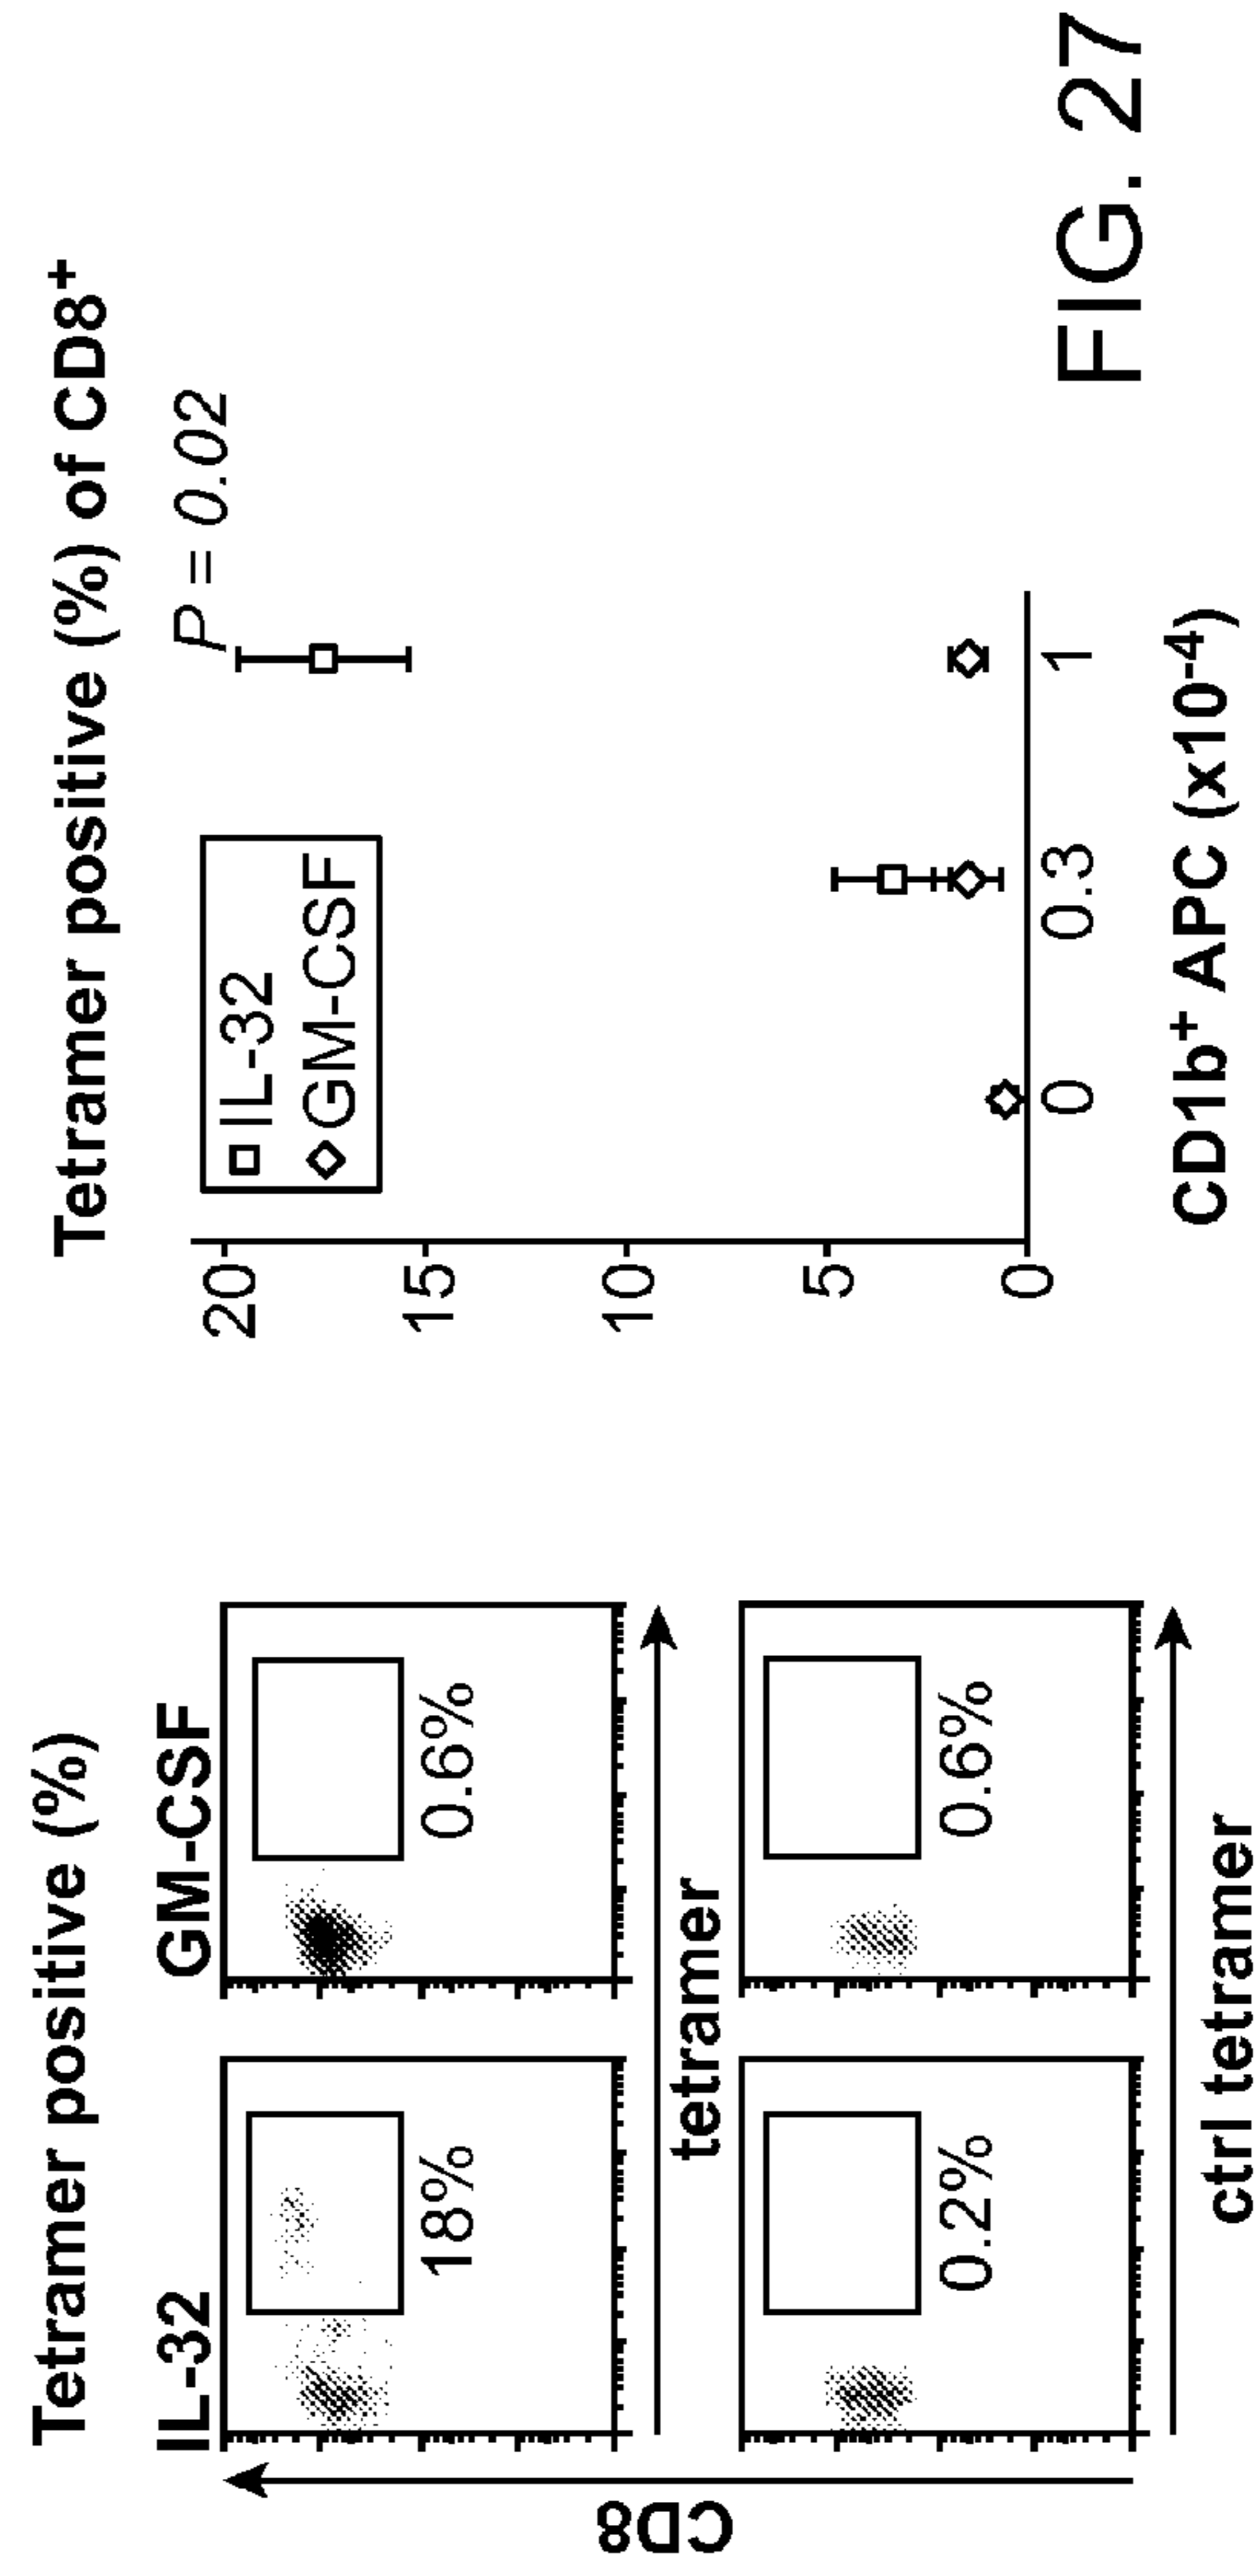 Tetramer positive (%)
IL-32
GM-CSF
CD8
18%
0.6%
tetramer
0.2%
0.6%
ctrl tetramer
Tetramer positive (%) of CD8⁺
P = 0.02
IL-32
GM-CSF
20
15
10
5
0
0
0.3
1
CD1b⁺ APC (x10⁻⁴)
FIG. 27